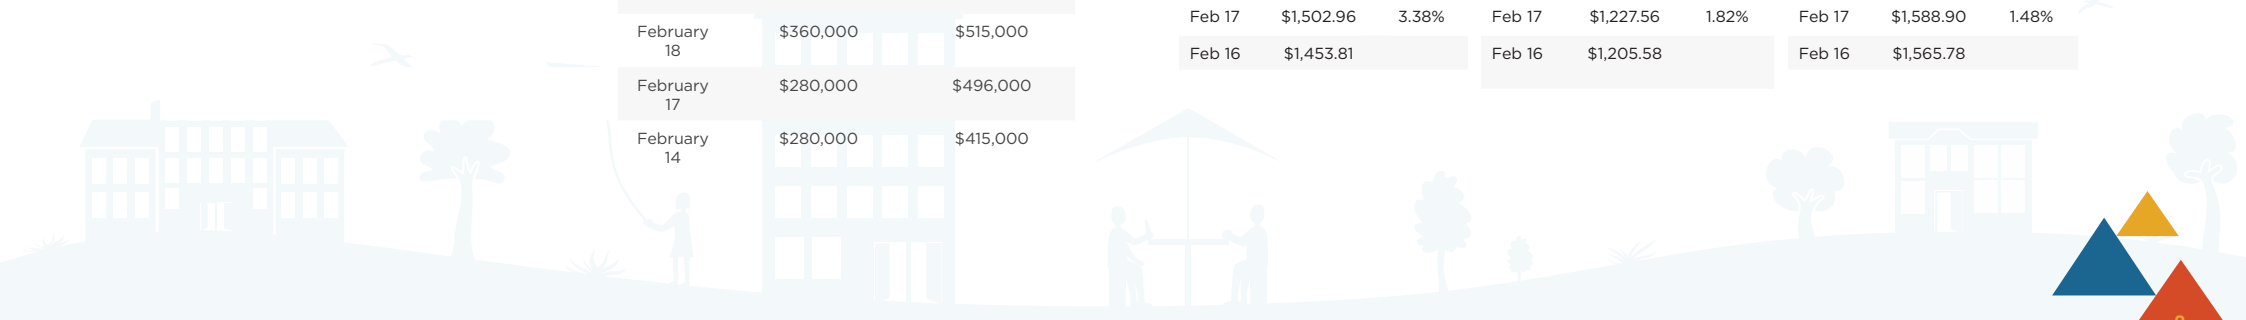 February 18 $360,000 $515,000
February 17 $280,000 $496,000
February 14 $280,000 $415,000
Feb 17 $1,502.96 3.38%
Feb 16 $1,453.81
Feb 17 $1,227.56 1.82%
Feb 16 $1,205.58
Feb 17 $1,588.90 1.48%
Feb 16 $1,565.78